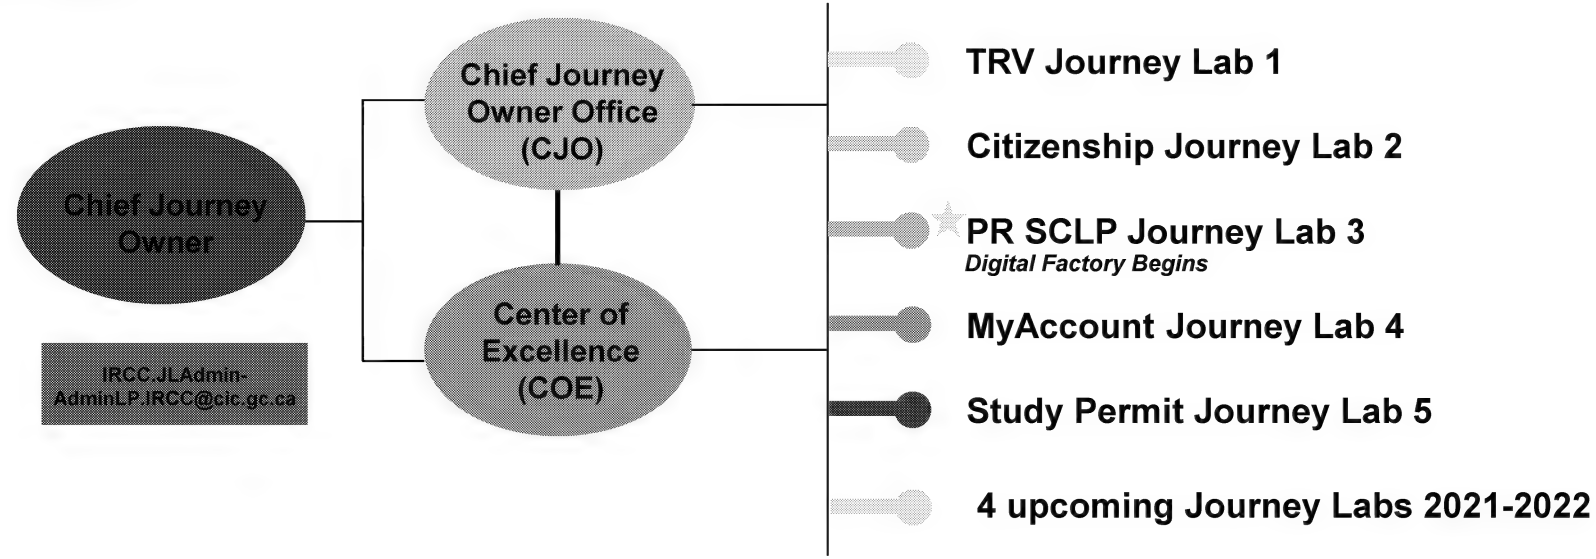 Chief Journey
Owner
IRCC.JLAdmin-
AdminLP.IRCC@cic.gc.ca
Chief Journey
Owner Office
(CJO)
Center of
Excellence
(COE)
TRV Journey Lab 1
Citizenship Journey Lab 2
PR SCLP Journey Lab 3
Digital Factory Begins
MyAccount Journey Lab 4
Study Permit Journey Lab 5
4 upcoming Journey Labs 2021-2022